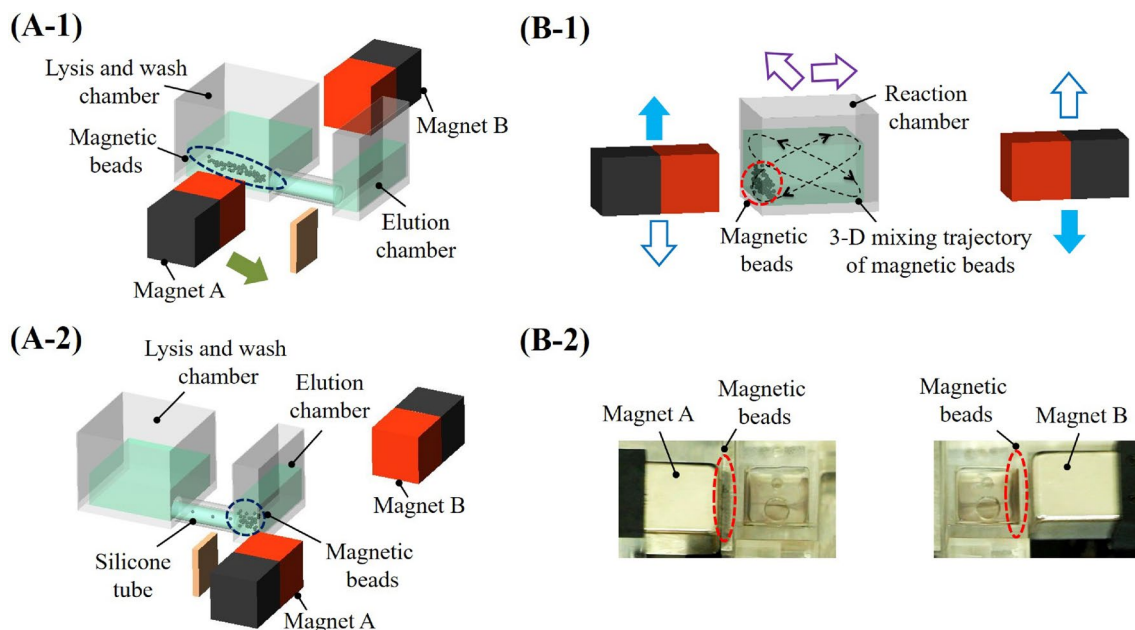 (A-1)
Lysis and wash
chamber
Magnetic
beads
Magnet B
Elution
chamber
Magnet A
(B-1)
Reaction
chamber
Magnetic
beads
3-D mixing trajectory
of magnetic beads
(A-2)
Lysis and wash
chamber
Elution
chamber
Magnet B
Silicone
tube
Magnetic
beads
Magnet A
(B-2)
Magnet A
Magnetic
beads
Magnetic
beads
Magnet B